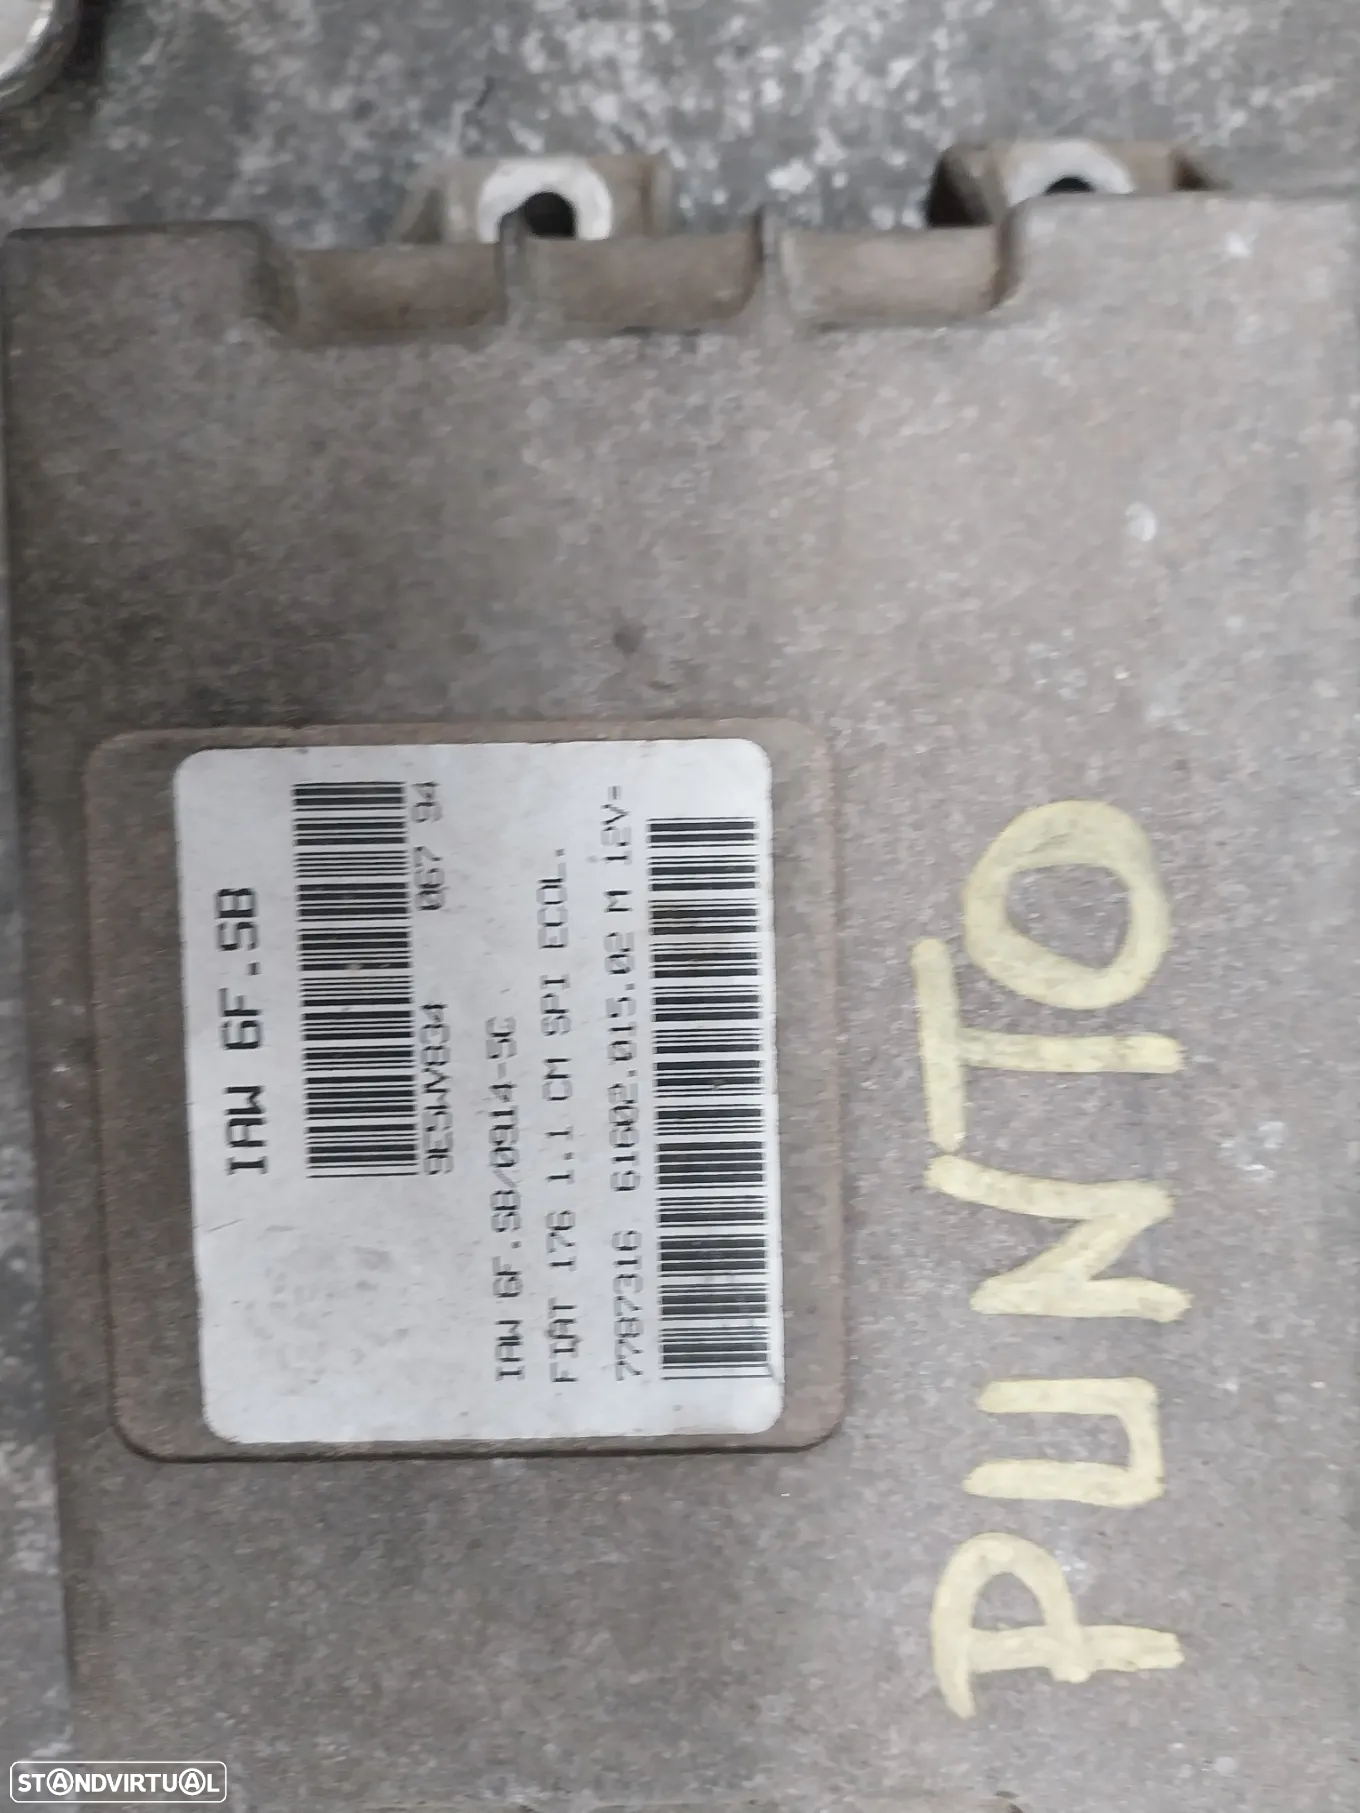 IAW 6F.SB
9E5WV834 067 94
IAW 6F.SB/0914-5C
FIAT 176 1.1 CM SPI ECOL.
7787316 61602.015.02 M 12V=
PUNTO
STANDVIRTUAL